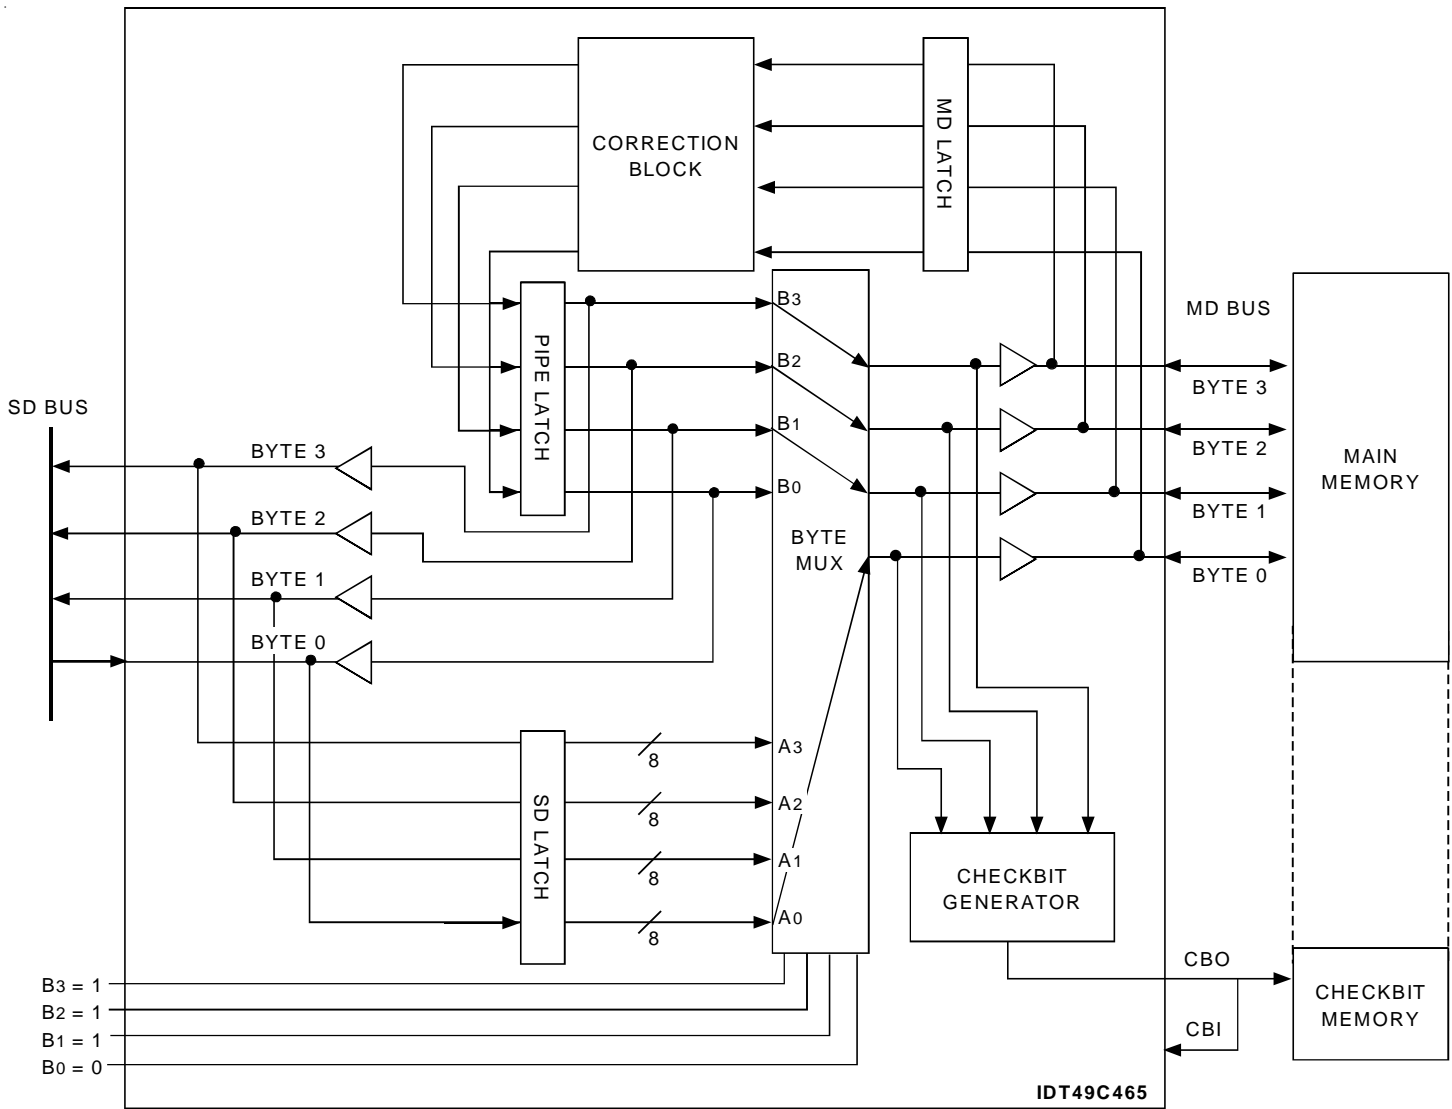 CORRECTION
BLOCK
MD LATCH
PIPE LATCH
B3
B2
B1
B0
BYTE
MUX
MD BUS
BYTE 3
BYTE 2
BYTE 1
BYTE 0
MAIN
MEMORY
SD BUS
BYTE 3
BYTE 2
BYTE 1
BYTE 0
SD LATCH
8
8
8
8
A3
A2
A1
A0
CHECKBIT
GENERATOR
CBO
CBI
CHECKBIT
MEMORY
B3 = 1
B2 = 1
B1 = 1
B0 = 0
IDT49C465